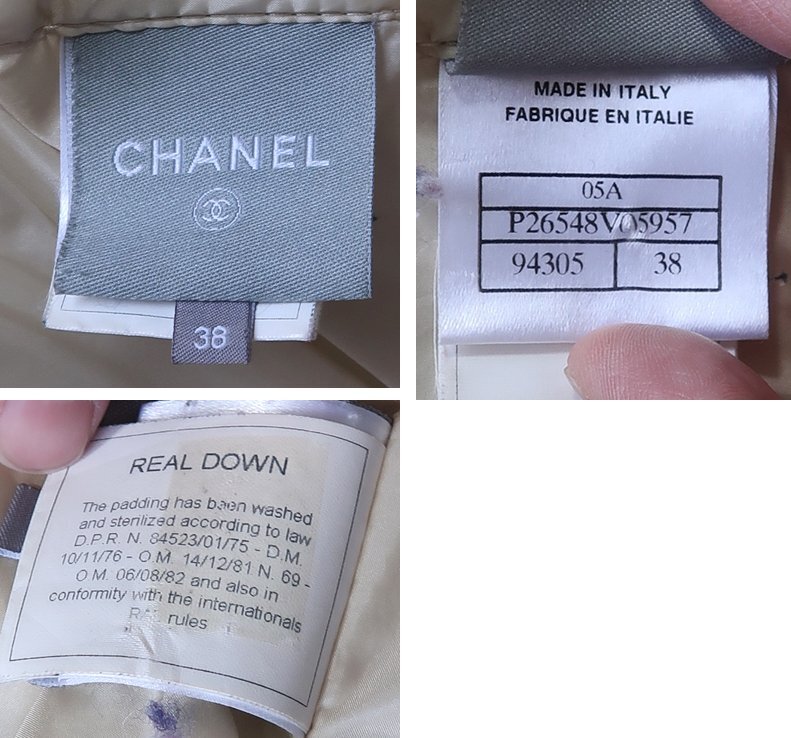 CHANEL
38
MADE IN ITALY
FABRIQUE EN ITALIE
05A
P26548V05957
94305 38
REAL DOWN
The padding has been washed
and sterilized according to law
D.P.R. N. 84523/01/75 - D.M.
10/11/76 - O.M. 14/12/81 N. 69 -
O M. 06/08/82 and also in
conformity with the internationals
RAL rules